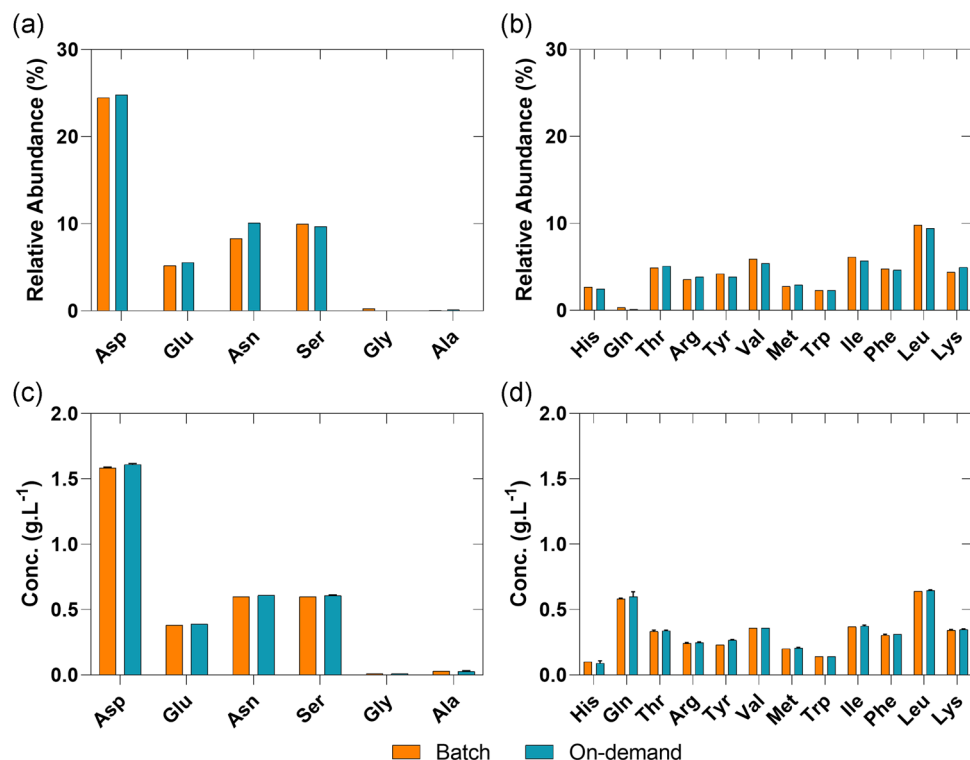 (a)
30
20
10
0
Relative Abundance (%)
Asp Glu Asn Ser Gly Ala
(b)
30
20
10
0
Relative Abundance (%)
His Gln Thr Arg Tyr Val Met Trp Ile Phe Leu Lys
(c)
2.0
1.5
1.0
0.5
0.0
Conc. (g.L⁻¹)
Asp Glu Asn Ser Gly Ala
(d)
2.0
1.5
1.0
0.5
0.0
Conc. (g.L⁻¹)
His Gln Thr Arg Tyr Val Met Trp Ile Phe Leu Lys
Batch On-demand